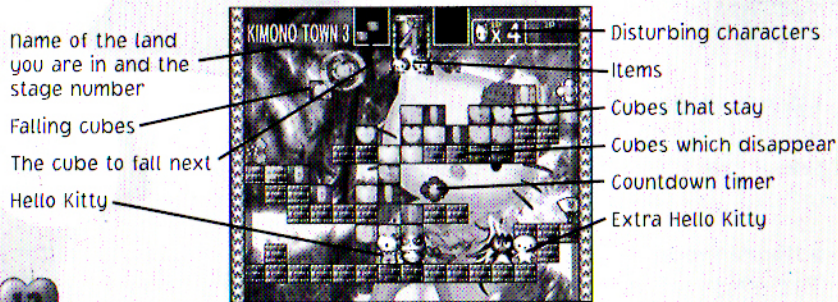 Name of the land
you are in and the
stage number
Falling cubes
The cube to fall next
Hello Kitty
KIMONO TOWN 3
x 4
Disturbing characters
Items
Cubes that stay
Cubes which disappear
Countdown timer
Extra Hello Kitty